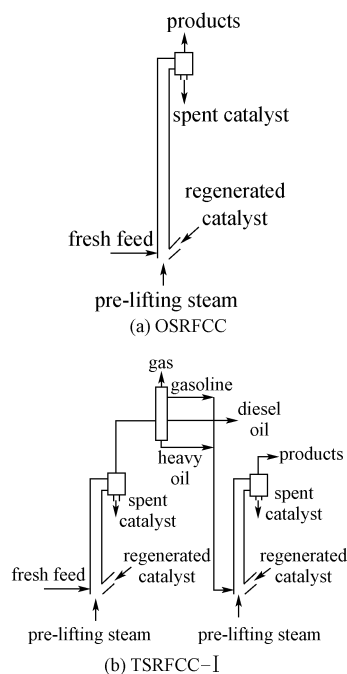 products
spent catalyst
regenerated
catalyst
fresh feed
pre-lifting steam
(a) OSRFCC
gas
gasoline
diesel
oil
heavy
oil
products
spent
catalyst
spent
catalyst
regenerated
catalyst
regenerated
catalyst
fresh feed
pre-lifting steam
pre-lifting steam
(b) TSRFCC-I